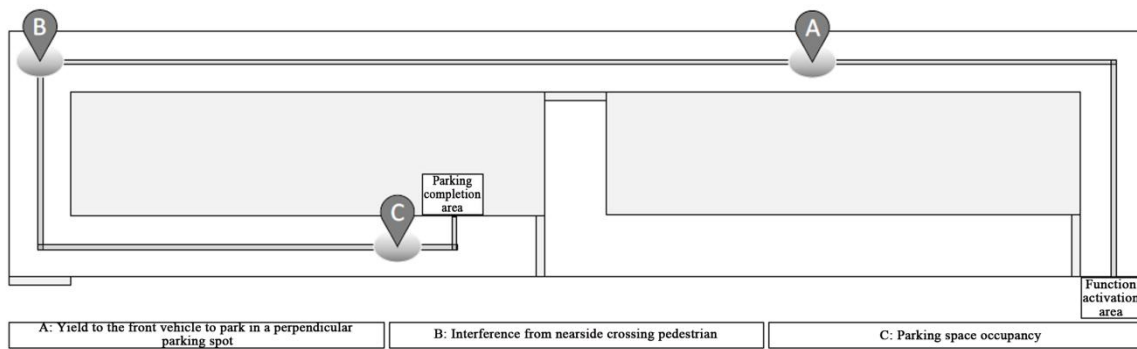 B
A
Parking
completion
area
C
Function
activation
area
A: Yield to the front vehicle to park in a perpendicular
parking spot
B: Interference from nearside crossing pedestrian
C: Parking space occupancy